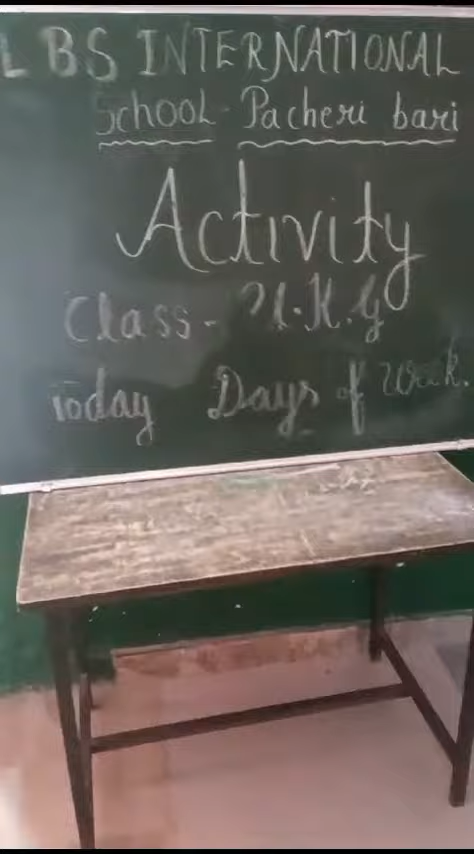 LBS INTERNATIONAL
School - Pacheri bari
Activity
Class - U.K.G
Today Days of Week.